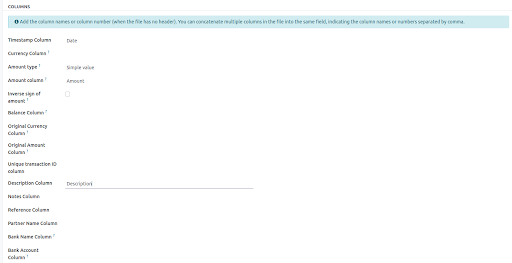 COLUMNS
Add the column names or column number (when the file has no header). You can concatenate multiple columns in the file into the same field, indicating the column names or numbers separated by comma.
Timestamp Column Date
Currency Column ?
Amount type ? Simple value
Amount column ? Amount
Inverse sign of
amount ?
Balance Column ?
Original Currency
Column ?
Original Amount
Column ?
Unique transaction ID
column
Description Column Description
Notes Column
Reference Column
Partner Name Column
Bank Name Column ?
Bank Account
Column ?